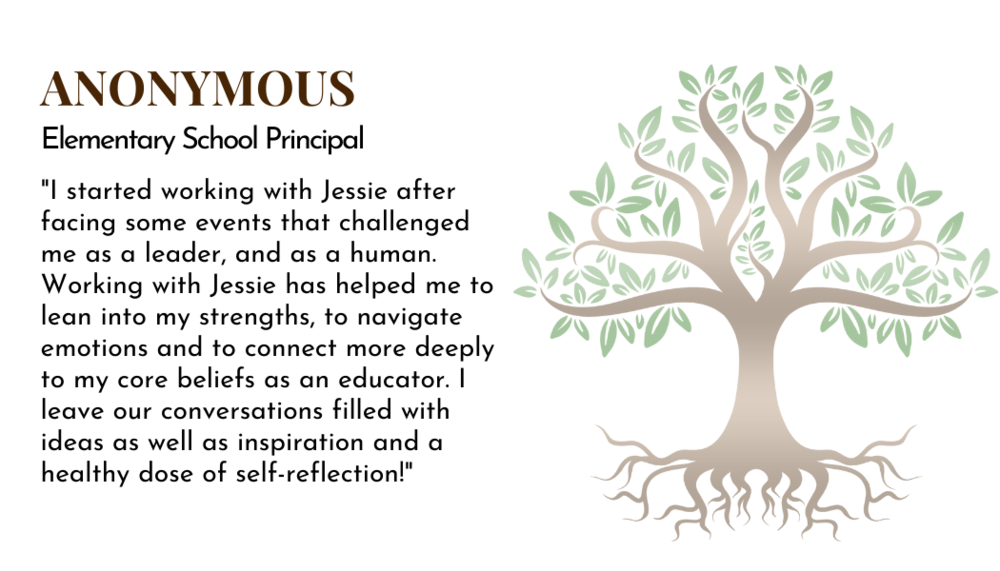 ANONYMOUS
Elementary School Principal
"I started working with Jessie after
facing some events that challenged
me as a leader, and as a human.
Working with Jessie has helped me to
lean into my strengths, to navigate
emotions and to connect more deeply
to my core beliefs as an educator. I
leave our conversations filled with
ideas as well as inspiration and a
healthy dose of self-reflection!"